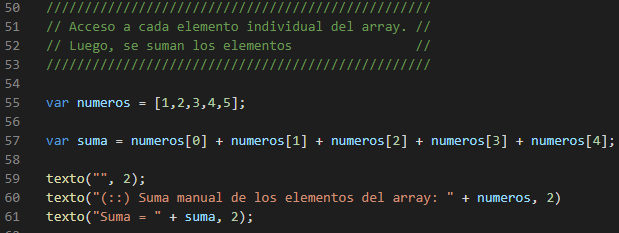 50 //////////////////////////////////////////////////
51 // Acceso a cada elemento individual del array. //
52 // Luego, se suman los elementos                //
53 //////////////////////////////////////////////////
54
55 var numeros = [1,2,3,4,5];
56
57 var suma = numeros[0] + numeros[1] + numeros[2] + numeros[3] + numeros[4];
58
59 texto("", 2);
60 texto("(::) Suma manual de los elementos del array: " + numeros, 2)
61 texto("Suma = " + suma, 2);